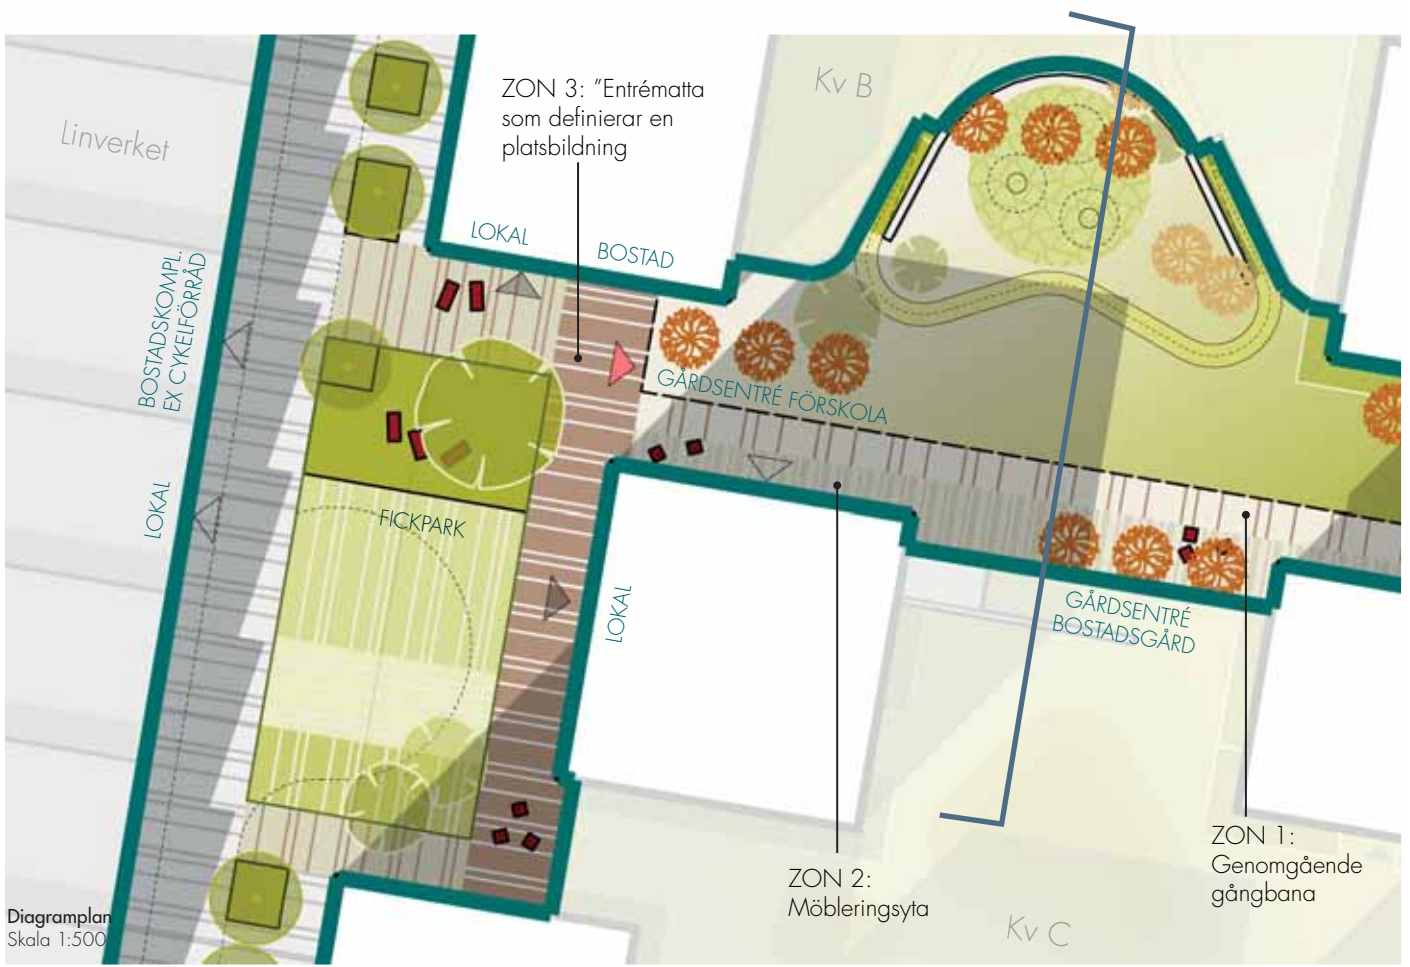 Linverket
Kv B
ZON 3: ”Entrématta
som definierar en
platsbildning
LOKAL
BOSTAD
BOSTADSKOMPL.
EX CYKELFÖRRÅD
LOKAL
GÅRDSENTRÉ FÖRSKOLA
FICKPARK
LOKAL
GÅRDSENTRÉ
BOSTADSGÅRD
ZON 2:
Möbleringsyta
ZON 1:
Genomgående
gångbana
Kv C
Diagramplan
Skala 1:500